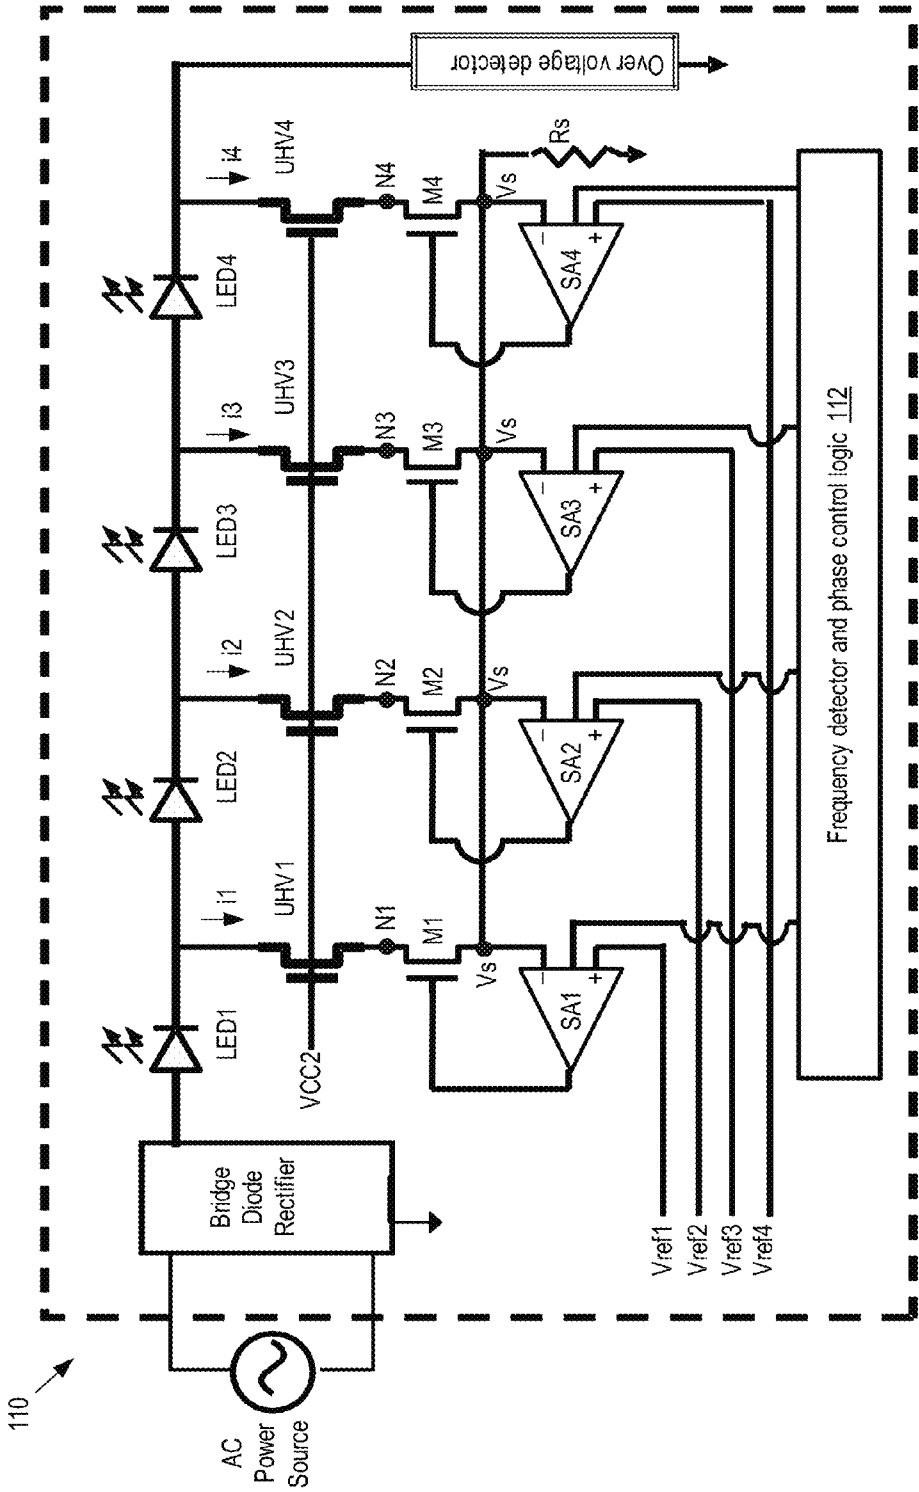 110
AC
Power
Source
Bridge
Diode
Rectifier
LED1
LED2
LED3
LED4
i1
i2
i3
i4
Over voltage detector
UHV1
UHV2
UHV3
UHV4
VCC2
N1
N2
N3
N4
M1
M2
M3
M4
Vs
Vs
Vs
Vs
Rs
SA1
SA2
SA3
SA4
−
+
−
+
−
+
−
+
Vref1
Vref2
Vref3
Vref4
Frequency detector and phase control logic 112